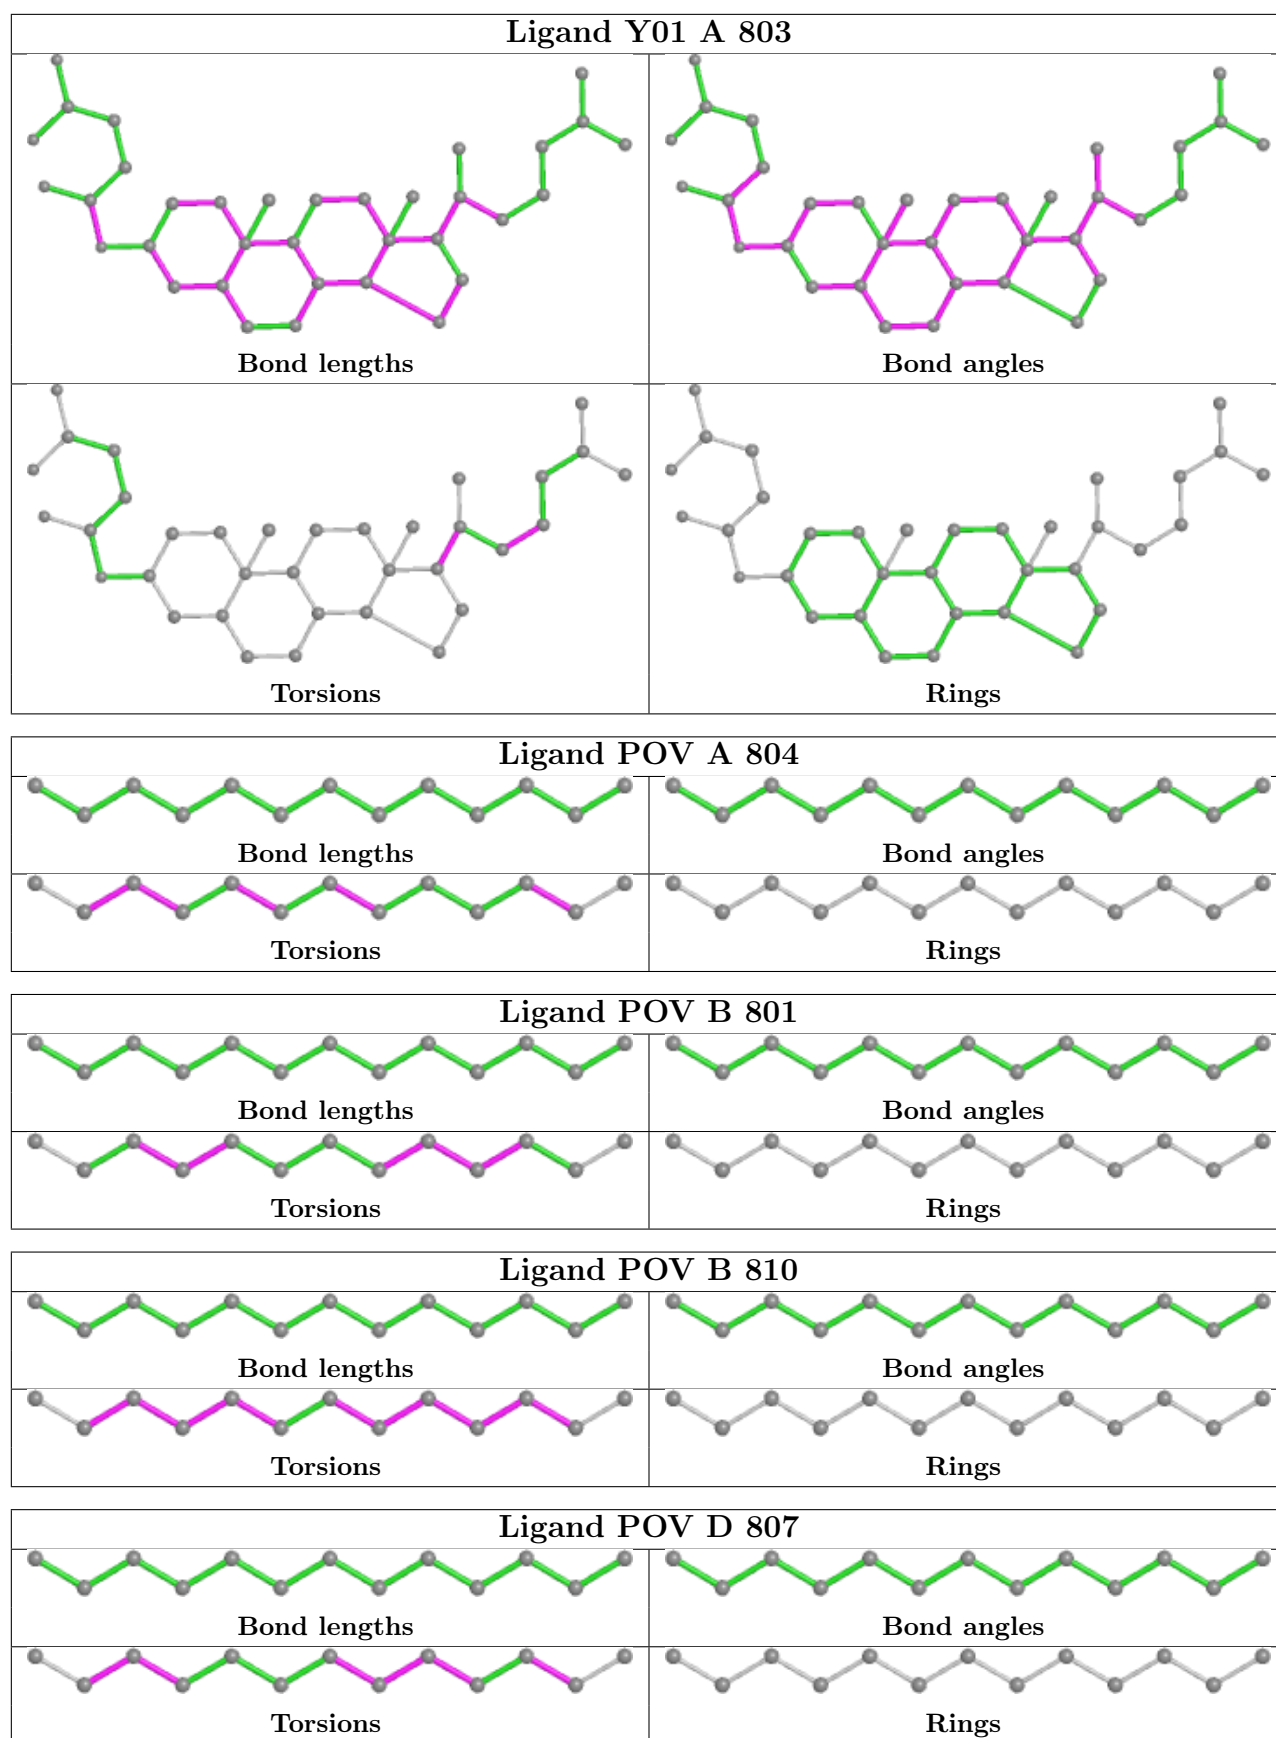 Ligand Y01 A 803
Bond lengths
Bond angles
Torsions
Rings
Ligand POV A 804
Bond lengths
Bond angles
Torsions
Rings
Ligand POV B 801
Bond lengths
Bond angles
Torsions
Rings
Ligand POV B 810
Bond lengths
Bond angles
Torsions
Rings
Ligand POV D 807
Bond lengths
Bond angles
Torsions
Rings